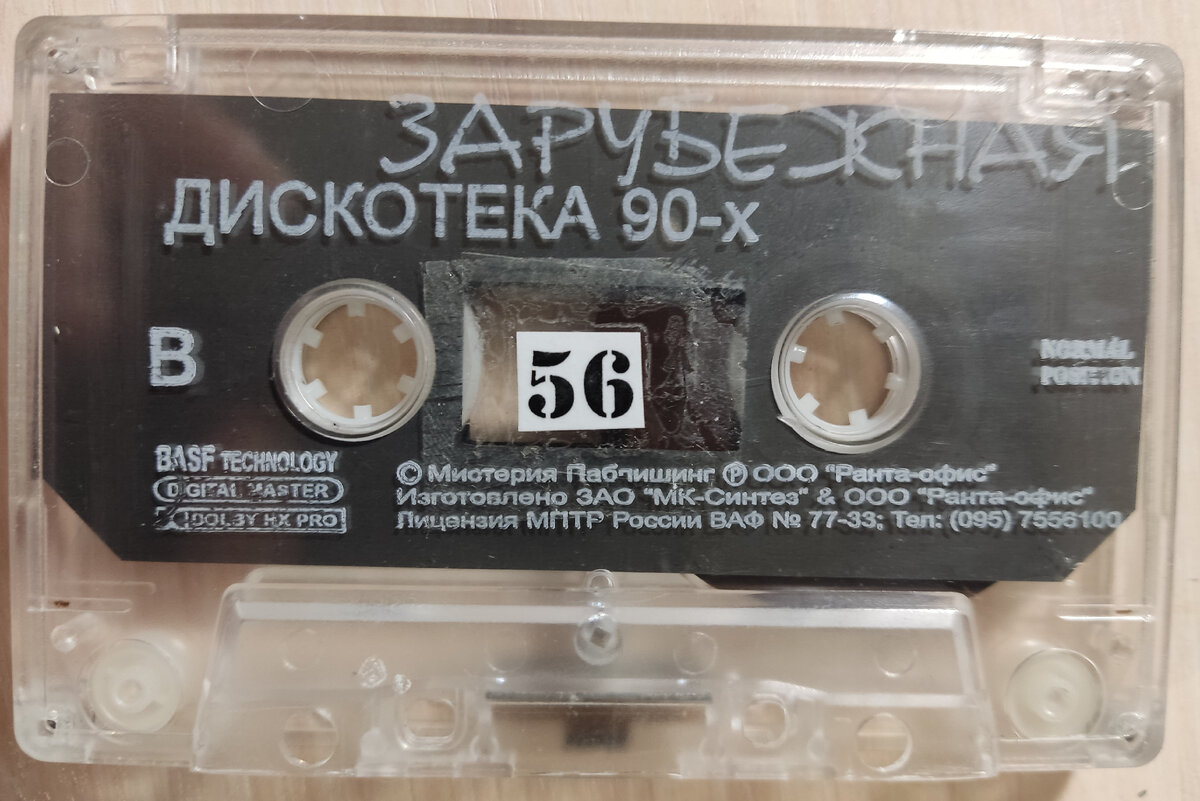 ЗАРУБЕЖНАЯ
ДИСКОТЕКА 90-х
B
56
NORMAL
POSITION
BASF TECHNOLOGY
DIGITAL MASTER
DOLBY HX PRO
© Мистерия Паблишинг ℗ ООО "Ранта-офис"
Изготовлено ЗАО "МК-Синтез" & ООО "Ранта-офис"
Лицензия МПТР России ВАФ № 77-33; Тел: (095) 7556100